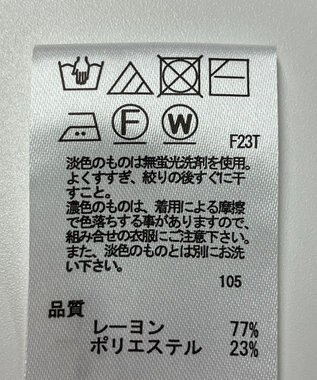 F W F23T
淡色のものは無蛍光洗剤を使用。
よくすすぎ、絞りの後すぐに干
すこと。
濃色のものは、着用による摩擦
で色落ちする事がありますので、
組み合せの衣服にご注意下さい。
また、淡色のものとは別にお洗
い下さい。
105
品質
レーヨン 77%
ポリエステル 23%